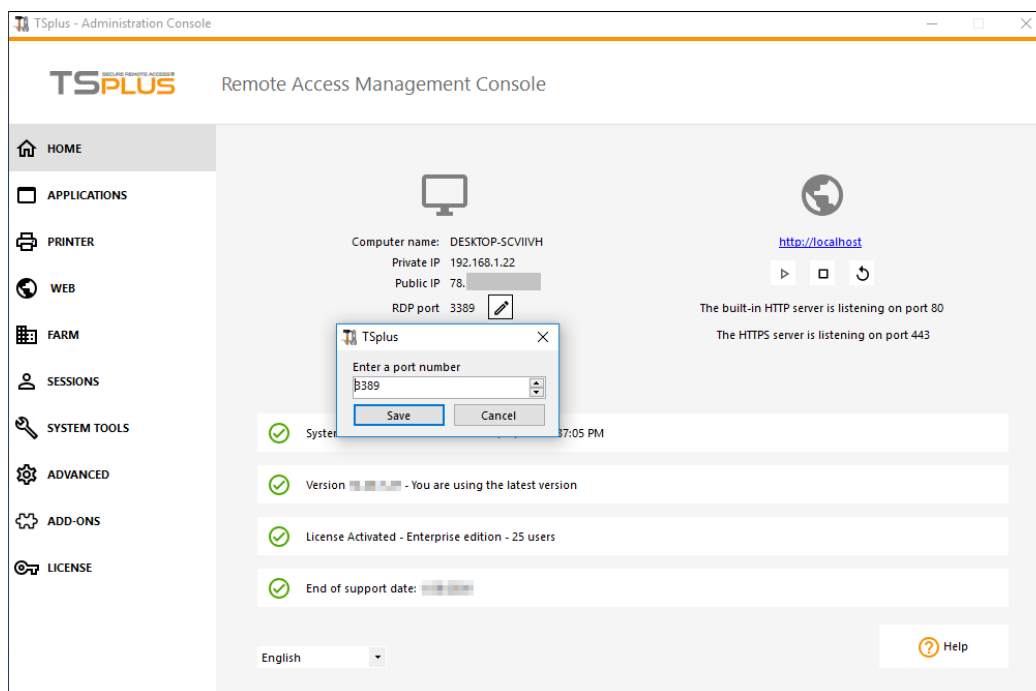 TSplus - Administration Console
TSPLUS
SECURE REMOTE ACCESS
Remote Access Management Console
HOME
APPLICATIONS
PRINTER
WEB
FARM
SESSIONS
SYSTEM TOOLS
ADVANCED
ADD-ONS
LICENSE
Computer name: DESKTOP-SCVIIVH
Private IP 192.168.1.22
Public IP 78.
RDP port 3389
http://localhost
The built-in HTTP server is listening on port 80
The HTTPS server is listening on port 443
TSplus
Enter a port number
3389
Save Cancel
37:05 PM
Version - You are using the latest version
License Activated - Enterprise edition - 25 users
End of support date:
English
Help